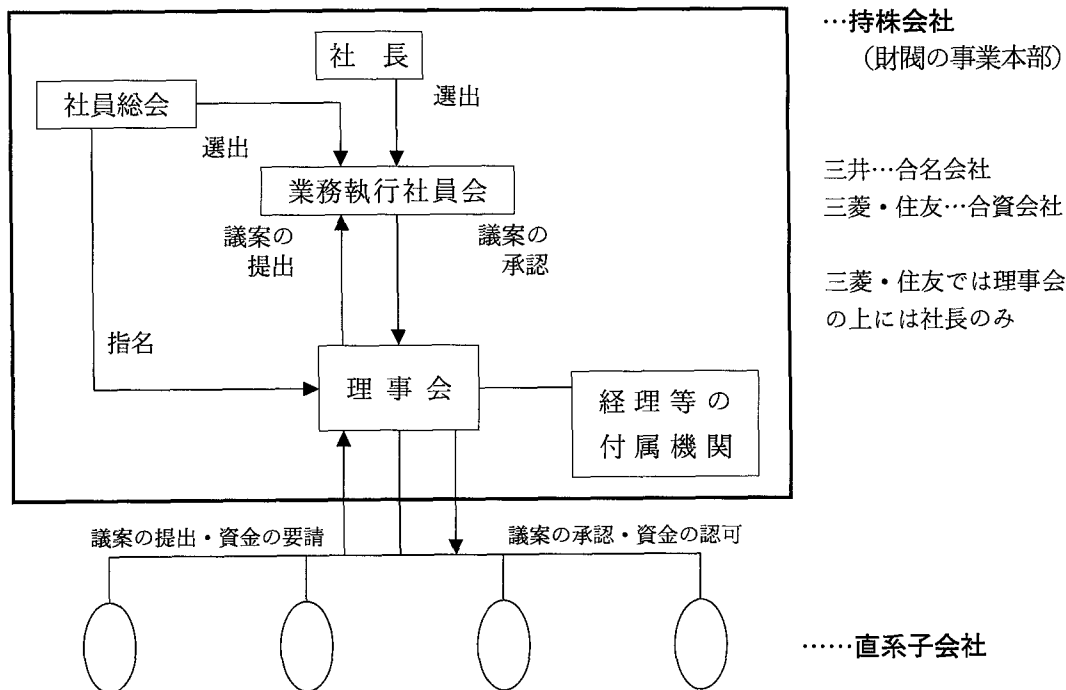 …持株会社
（財閥の事業本部）
社　長
選出
社員総会
選出
業務執行社員会
三井…合名会社
三菱・住友…合資会社
議案の
提出
議案の
承認
三菱・住友では理事会
の上には社長のみ
指名
理 事 会
経 理 等 の
付 属 機 関
議案の提出・資金の要請
議案の承認・資金の認可
……直系子会社